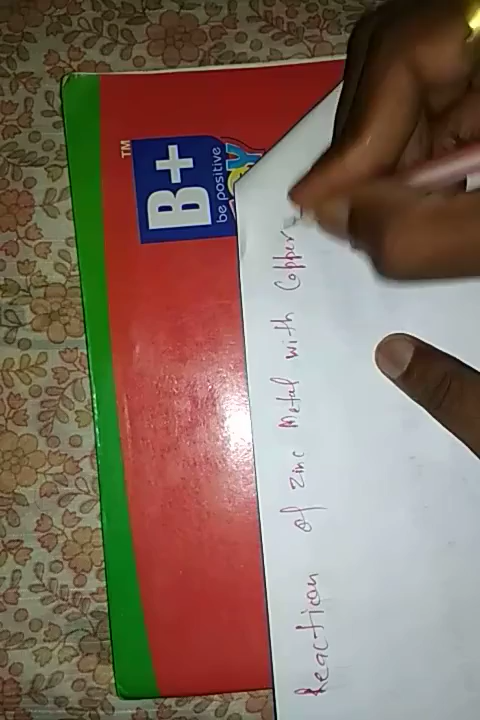 B+
TM
be positive
Reaction of Zinc Metal with Copper